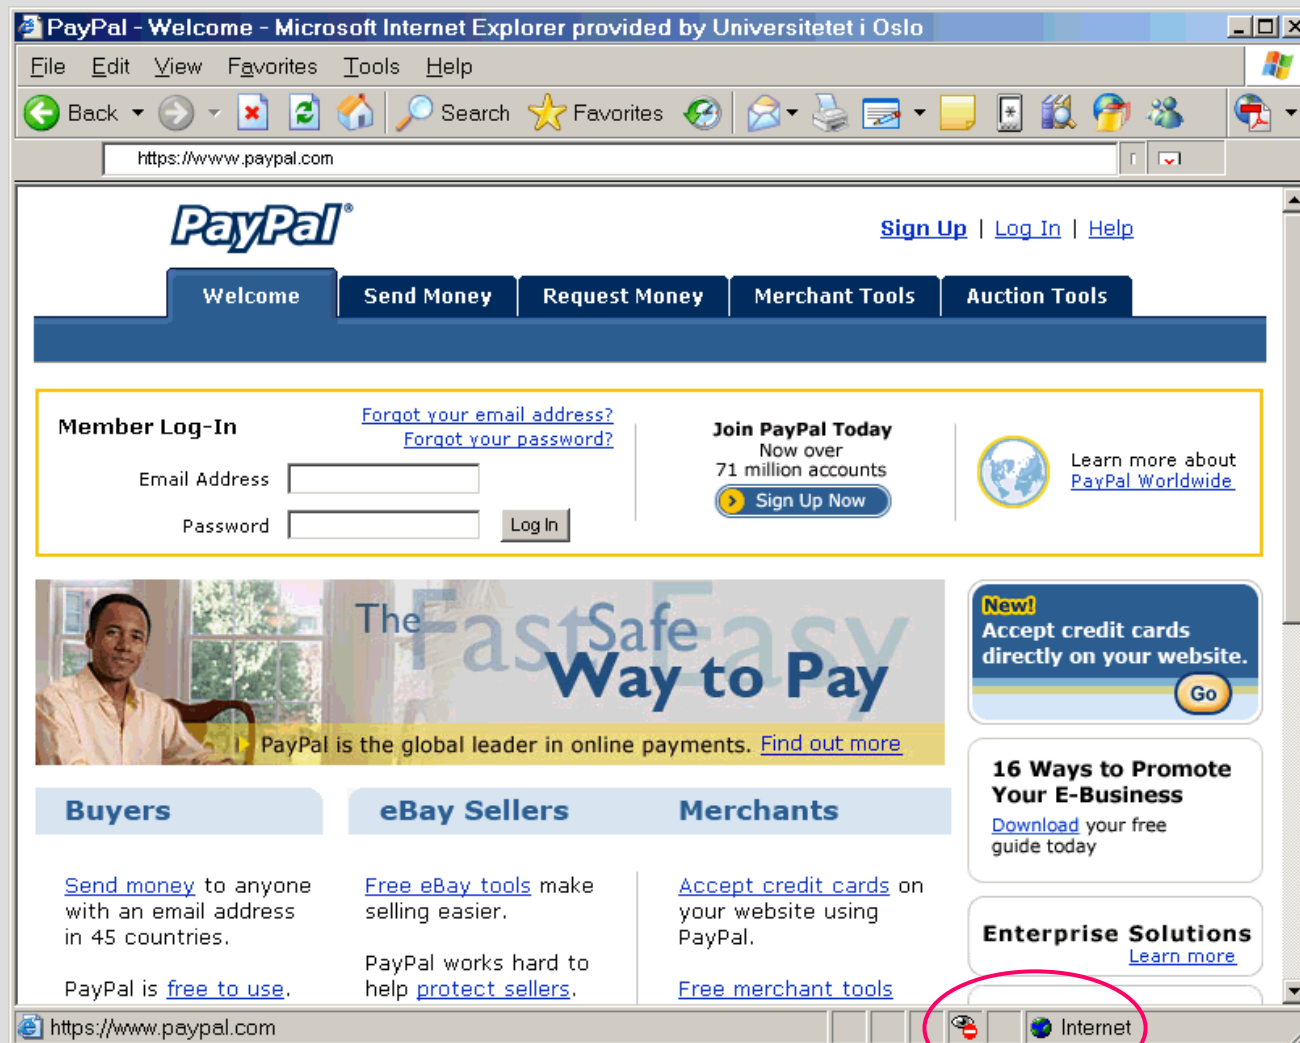 PayPal - Welcome - Microsoft Internet Explorer provided by Universitetet i Oslo
File Edit View Favorites Tools Help
Back Search Favorites
https://www.paypal.com
PayPal®
Sign Up | Log In | Help
Welcome Send Money Request Money Merchant Tools Auction Tools
Member Log-In
Forgot your email address?
Forgot your password?
Email Address
Password
Log In
Join PayPal Today
Now over
71 million accounts
Sign Up Now
Learn more about
PayPal Worldwide
The Fast Safe Easy
Way to Pay
PayPal is the global leader in online payments. Find out more
New!
Accept credit cards
directly on your website.
Go
16 Ways to Promote
Your E-Business
Download your free
guide today
Enterprise Solutions
Learn more
Buyers
Send money to anyone
with an email address
in 45 countries.
PayPal is free to use.
eBay Sellers
Free eBay tools make
selling easier.
PayPal works hard to
help protect sellers.
Merchants
Accept credit cards on
your website using
PayPal.
Free merchant tools
https://www.paypal.com
Internet